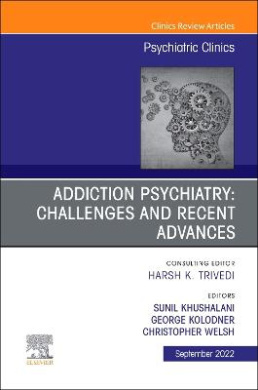 Clinics Review Articles
Psychiatric Clinics
ADDICTION PSYCHIATRY:
CHALLENGES AND RECENT
ADVANCES
CONSULTING EDITOR
HARSH K. TRIVEDI
EDITORS
SUNIL KHUSHALANI
GEORGE KOLODNER
CHRISTOPHER WELSH
ELSEVIER
September 2022